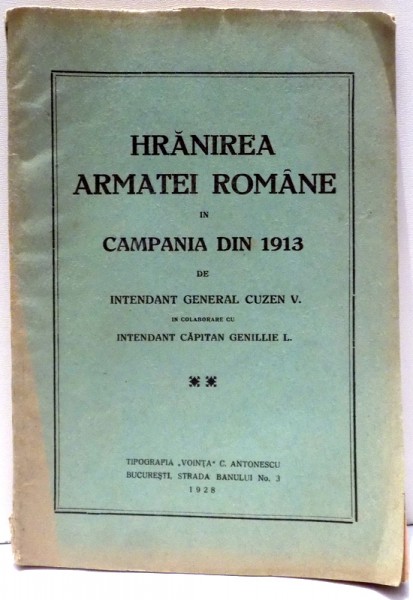 HRĂNIREA
ARMATEI ROMÂNE
IN
CAMPANIA DIN 1913
DE
INTENDANT GENERAL CUZEN V.
IN COLABORARE CU
INTENDANT CĂPITAN GENILLIE L.
TIPOGRAFIA „VOINȚA" C. ANTONESCU
BUCUREȘTI, STRADA BANULUI No. 3
1928